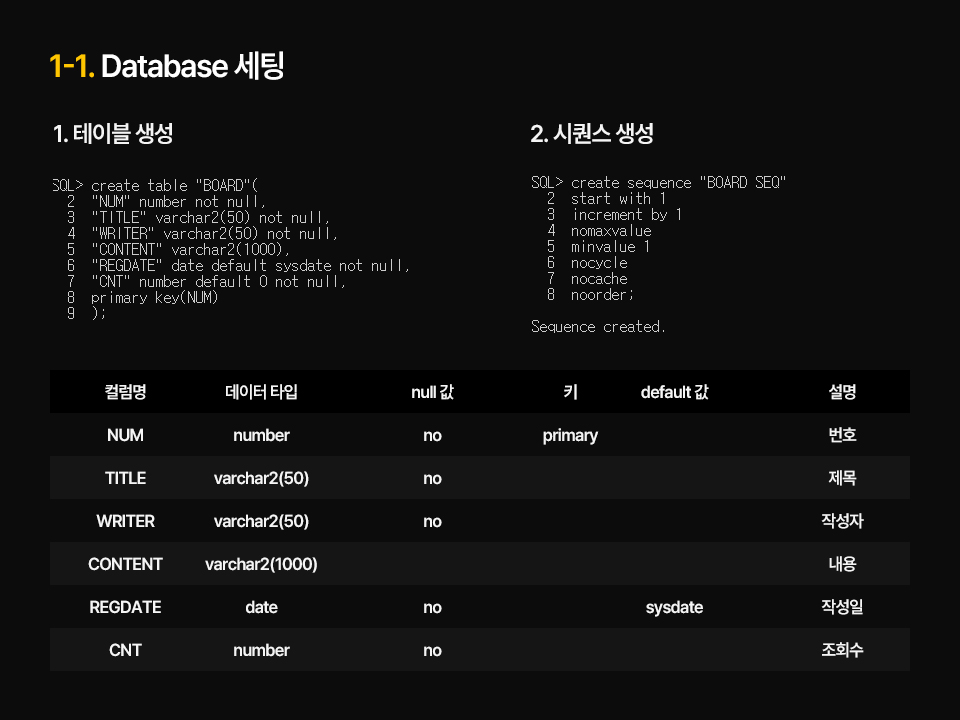 1-1. Database 세팅
1. 테이블 생성
SQL> create table "BOARD"(
2 "NUM" number not null,
3 "TITLE" varchar2(50) not null,
4 "WRITER" varchar2(50) not null,
5 "CONTENT" varchar2(1000),
6 "REGDATE" date default sysdate not null,
7 "CNT" number default 0 not null,
8 primary key(NUM)
9 );
2. 시퀀스 생성
SQL> create sequence "BOARD SEQ"
2 start with 1
3 increment by 1
4 nomaxvalue
5 minvalue 1
6 nocycle
7 nocache
8 noorder;
Sequence created.
컬럼명 데이터 타입 null 값 키 default 값 설명
NUM number no primary 번호
TITLE varchar2(50) no 제목
WRITER varchar2(50) no 작성자
CONTENT varchar2(1000) 내용
REGDATE date no sysdate 작성일
CNT number no 조회수